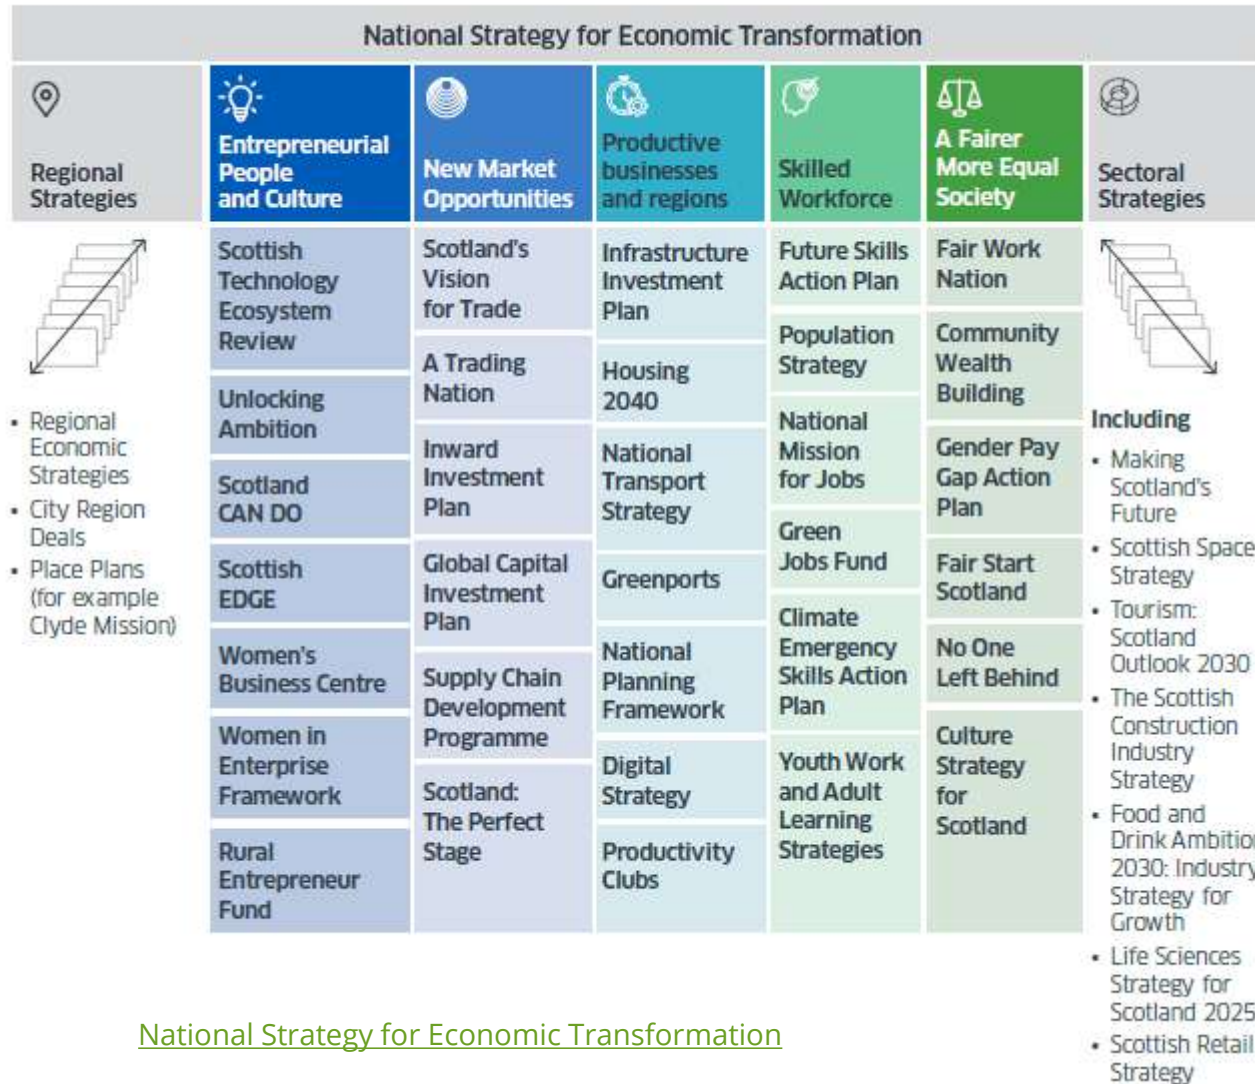 National Strategy for Economic Transformation
Regional
Strategies
• Regional
Economic
Strategies
• City Region
Deals
• Place Plans
(for example
Clyde Mission)
Entrepreneurial
People
and Culture
Scottish
Technology
Ecosystem
Review
Unlocking
Ambition
Scotland
CAN DO
Scottish
EDGE
Women's
Business Centre
Women in
Enterprise
Framework
Rural
Entrepreneur
Fund
New Market
Opportunities
Scotland's
Vision
for Trade
A Trading
Nation
Inward
Investment
Plan
Global Capital
Investment
Plan
Supply Chain
Development
Programme
Scotland:
The Perfect
Stage
Productive
businesses
and regions
Infrastructure
Investment
Plan
Housing
2040
National
Transport
Strategy
Greenports
National
Planning
Framework
Digital
Strategy
Productivity
Clubs
Skilled
Workforce
Future Skills
Action Plan
Population
Strategy
National
Mission
for Jobs
Green
Jobs Fund
Climate
Emergency
Skills Action
Plan
Youth Work
and Adult
Learning
Strategies
A Fairer
More Equal
Society
Fair Work
Nation
Community
Wealth
Building
Gender Pay
Gap Action
Plan
Fair Start
Scotland
No One
Left Behind
Culture
Strategy
for
Scotland
Sectoral
Strategies
Including
• Making
Scotland's
Future
• Scottish Space
Strategy
• Tourism:
Scotland
Outlook 2030
• The Scottish
Construction
Industry
Strategy
• Food and
Drink Ambition
2030: Industry
Strategy for
Growth
• Life Sciences
Strategy for
Scotland 2025
• Scottish Retail
Strategy
National Strategy for Economic Transformation